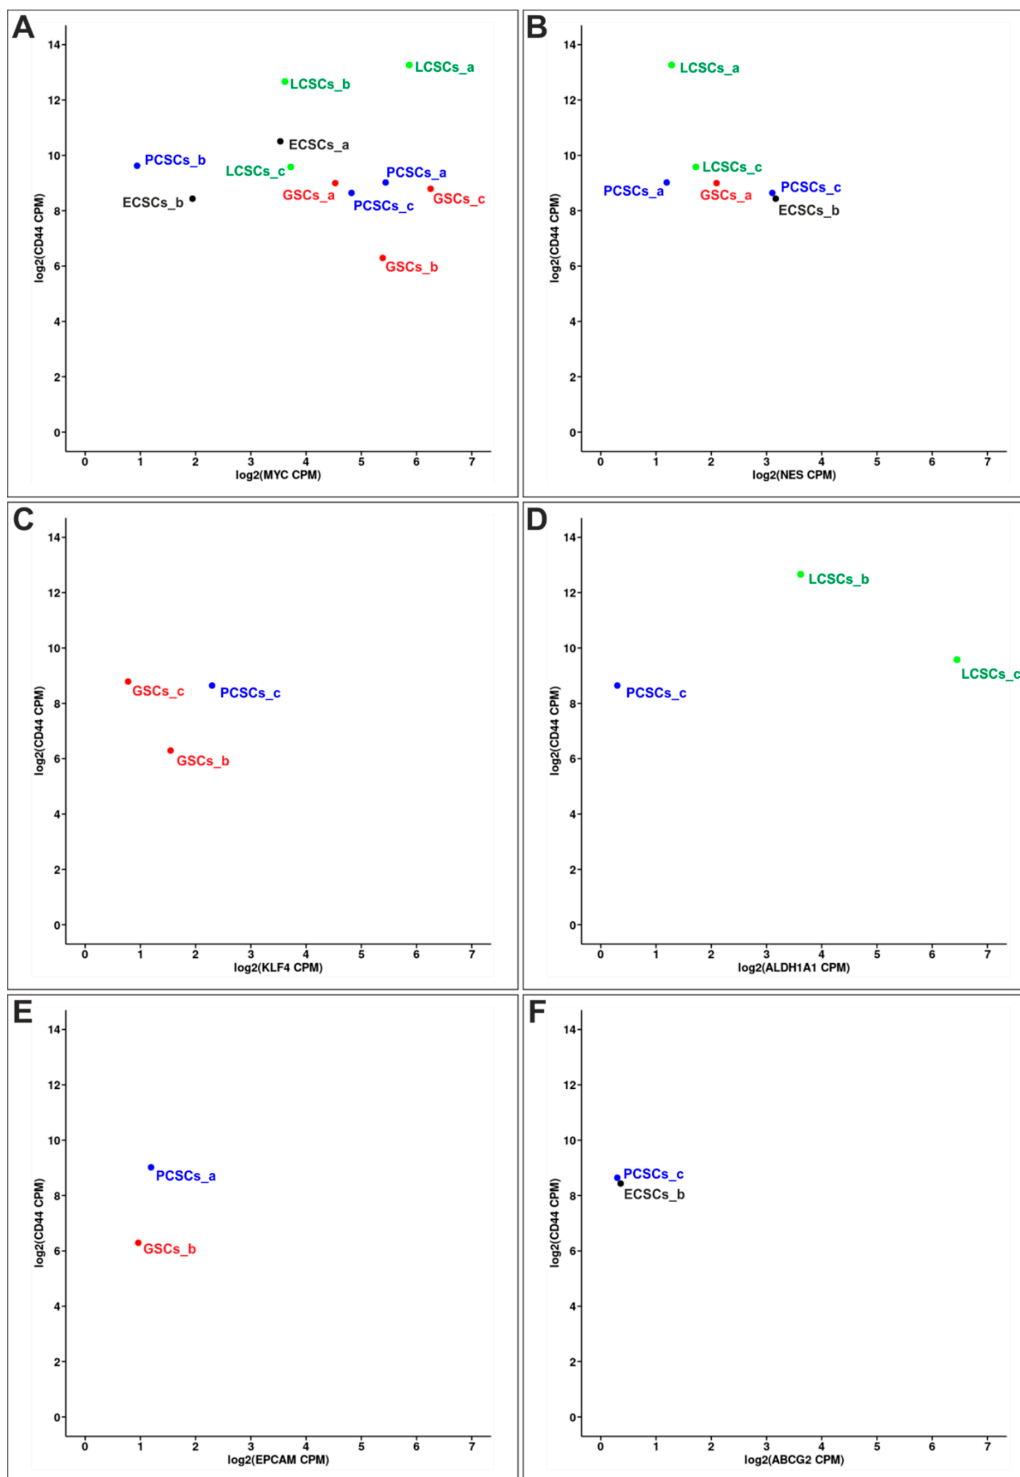 A
14
12
10
8
6
4
2
0
log2(CD44 CPM)
LCSCs_a
LCSCs_b
ECSCs_a
PCSCs_b
LCSCs_c
PCSCs_a
GSCs_a
GSCs_c
PCSCs_c
ECSCs_b
GSCs_b
0 1 2 3 4 5 6 7
log2(MYC CPM)
B
14
12
10
8
6
4
2
0
log2(CD44 CPM)
LCSCs_a
LCSCs_c
PCSCs_a
PCSCs_c
GSCs_a
ECSCs_b
0 1 2 3 4 5 6 7
log2(NES CPM)
C
14
12
10
8
6
4
2
0
log2(CD44 CPM)
GSCs_c
PCSCs_c
GSCs_b
0 1 2 3 4 5 6 7
log2(KLF4 CPM)
D
14
12
10
8
6
4
2
0
log2(CD44 CPM)
LCSCs_b
LCSCs_c
PCSCs_c
0 1 2 3 4 5 6 7
log2(ALDH1A1 CPM)
E
14
12
10
8
6
4
2
0
log2(CD44 CPM)
PCSCs_a
GSCs_b
0 1 2 3 4 5 6 7
log2(EPCAM CPM)
F
14
12
10
8
6
4
2
0
log2(CD44 CPM)
PCSCs_c
ECSCs_b
0 1 2 3 4 5 6 7
log2(ABCG2 CPM)